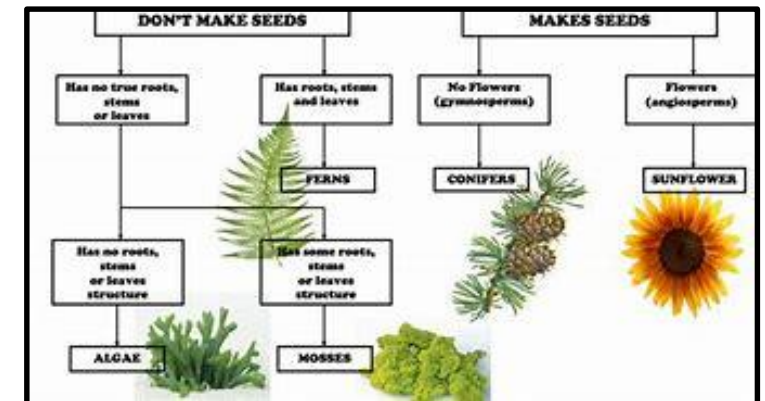 DON'T MAKE SEEDS
MAKES SEEDS
Has no true roots,
stems
or leaves
Has roots, stems
and leaves
No Flowers
(gymnosperms)
Flowers
(angiosperms)
FERNS
CONIFERS
SUNFLOWER
Has no roots,
stems
or leaves
structure
Has some roots,
stems
or leaves
structure
ALGAE
MOSSES